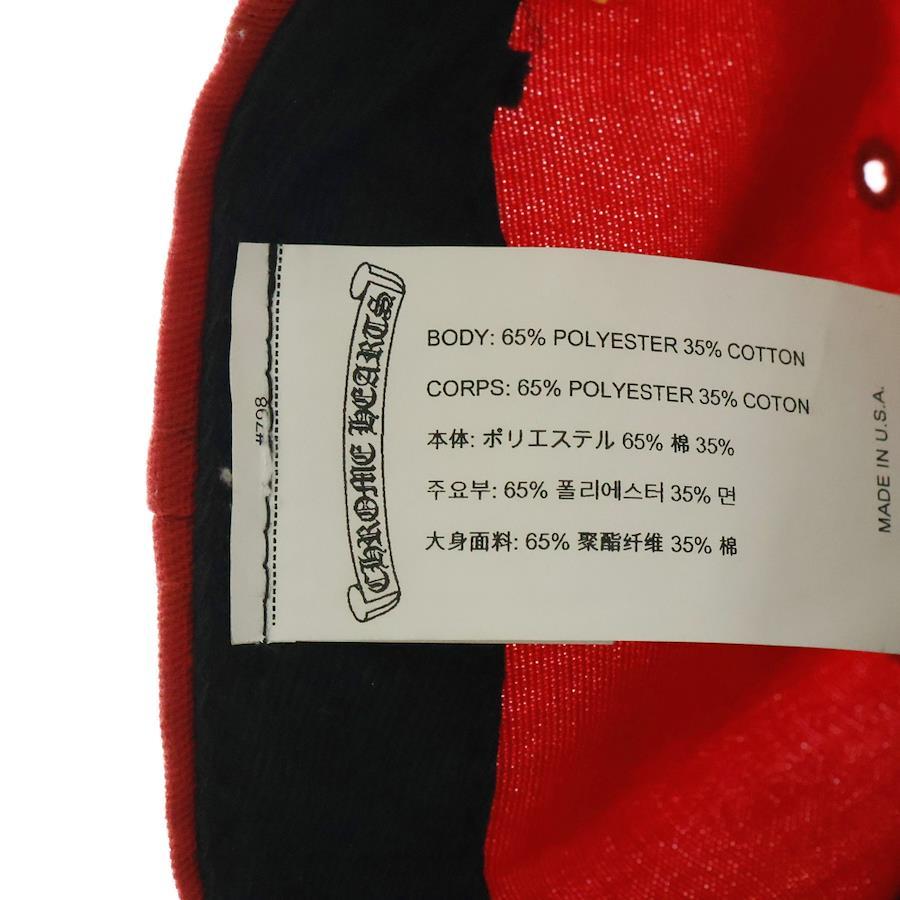 #798
CHROME HEARTS
BODY: 65% POLYESTER 35% COTTON
CORPS: 65% POLYESTER 35% COTON
本体: ポリエステル 65% 棉 35%
주요부: 65% 폴리에스터 35% 면
大身面料: 65% 聚酯纤维 35% 棉
MADE IN U.S.A.